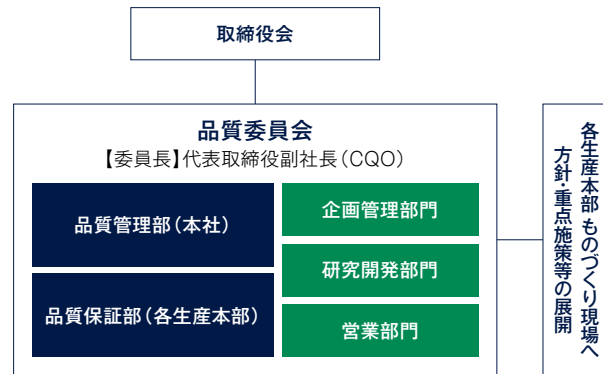 取締役会
品質委員会
【委員長】代表取締役副社長（CQO）
品質管理部（本社）
品質保証部（各生産本部）
企画管理部門
研究開発部門
営業部門
各生産本部 ものづくり現場へ
方針・重点施策等の展開